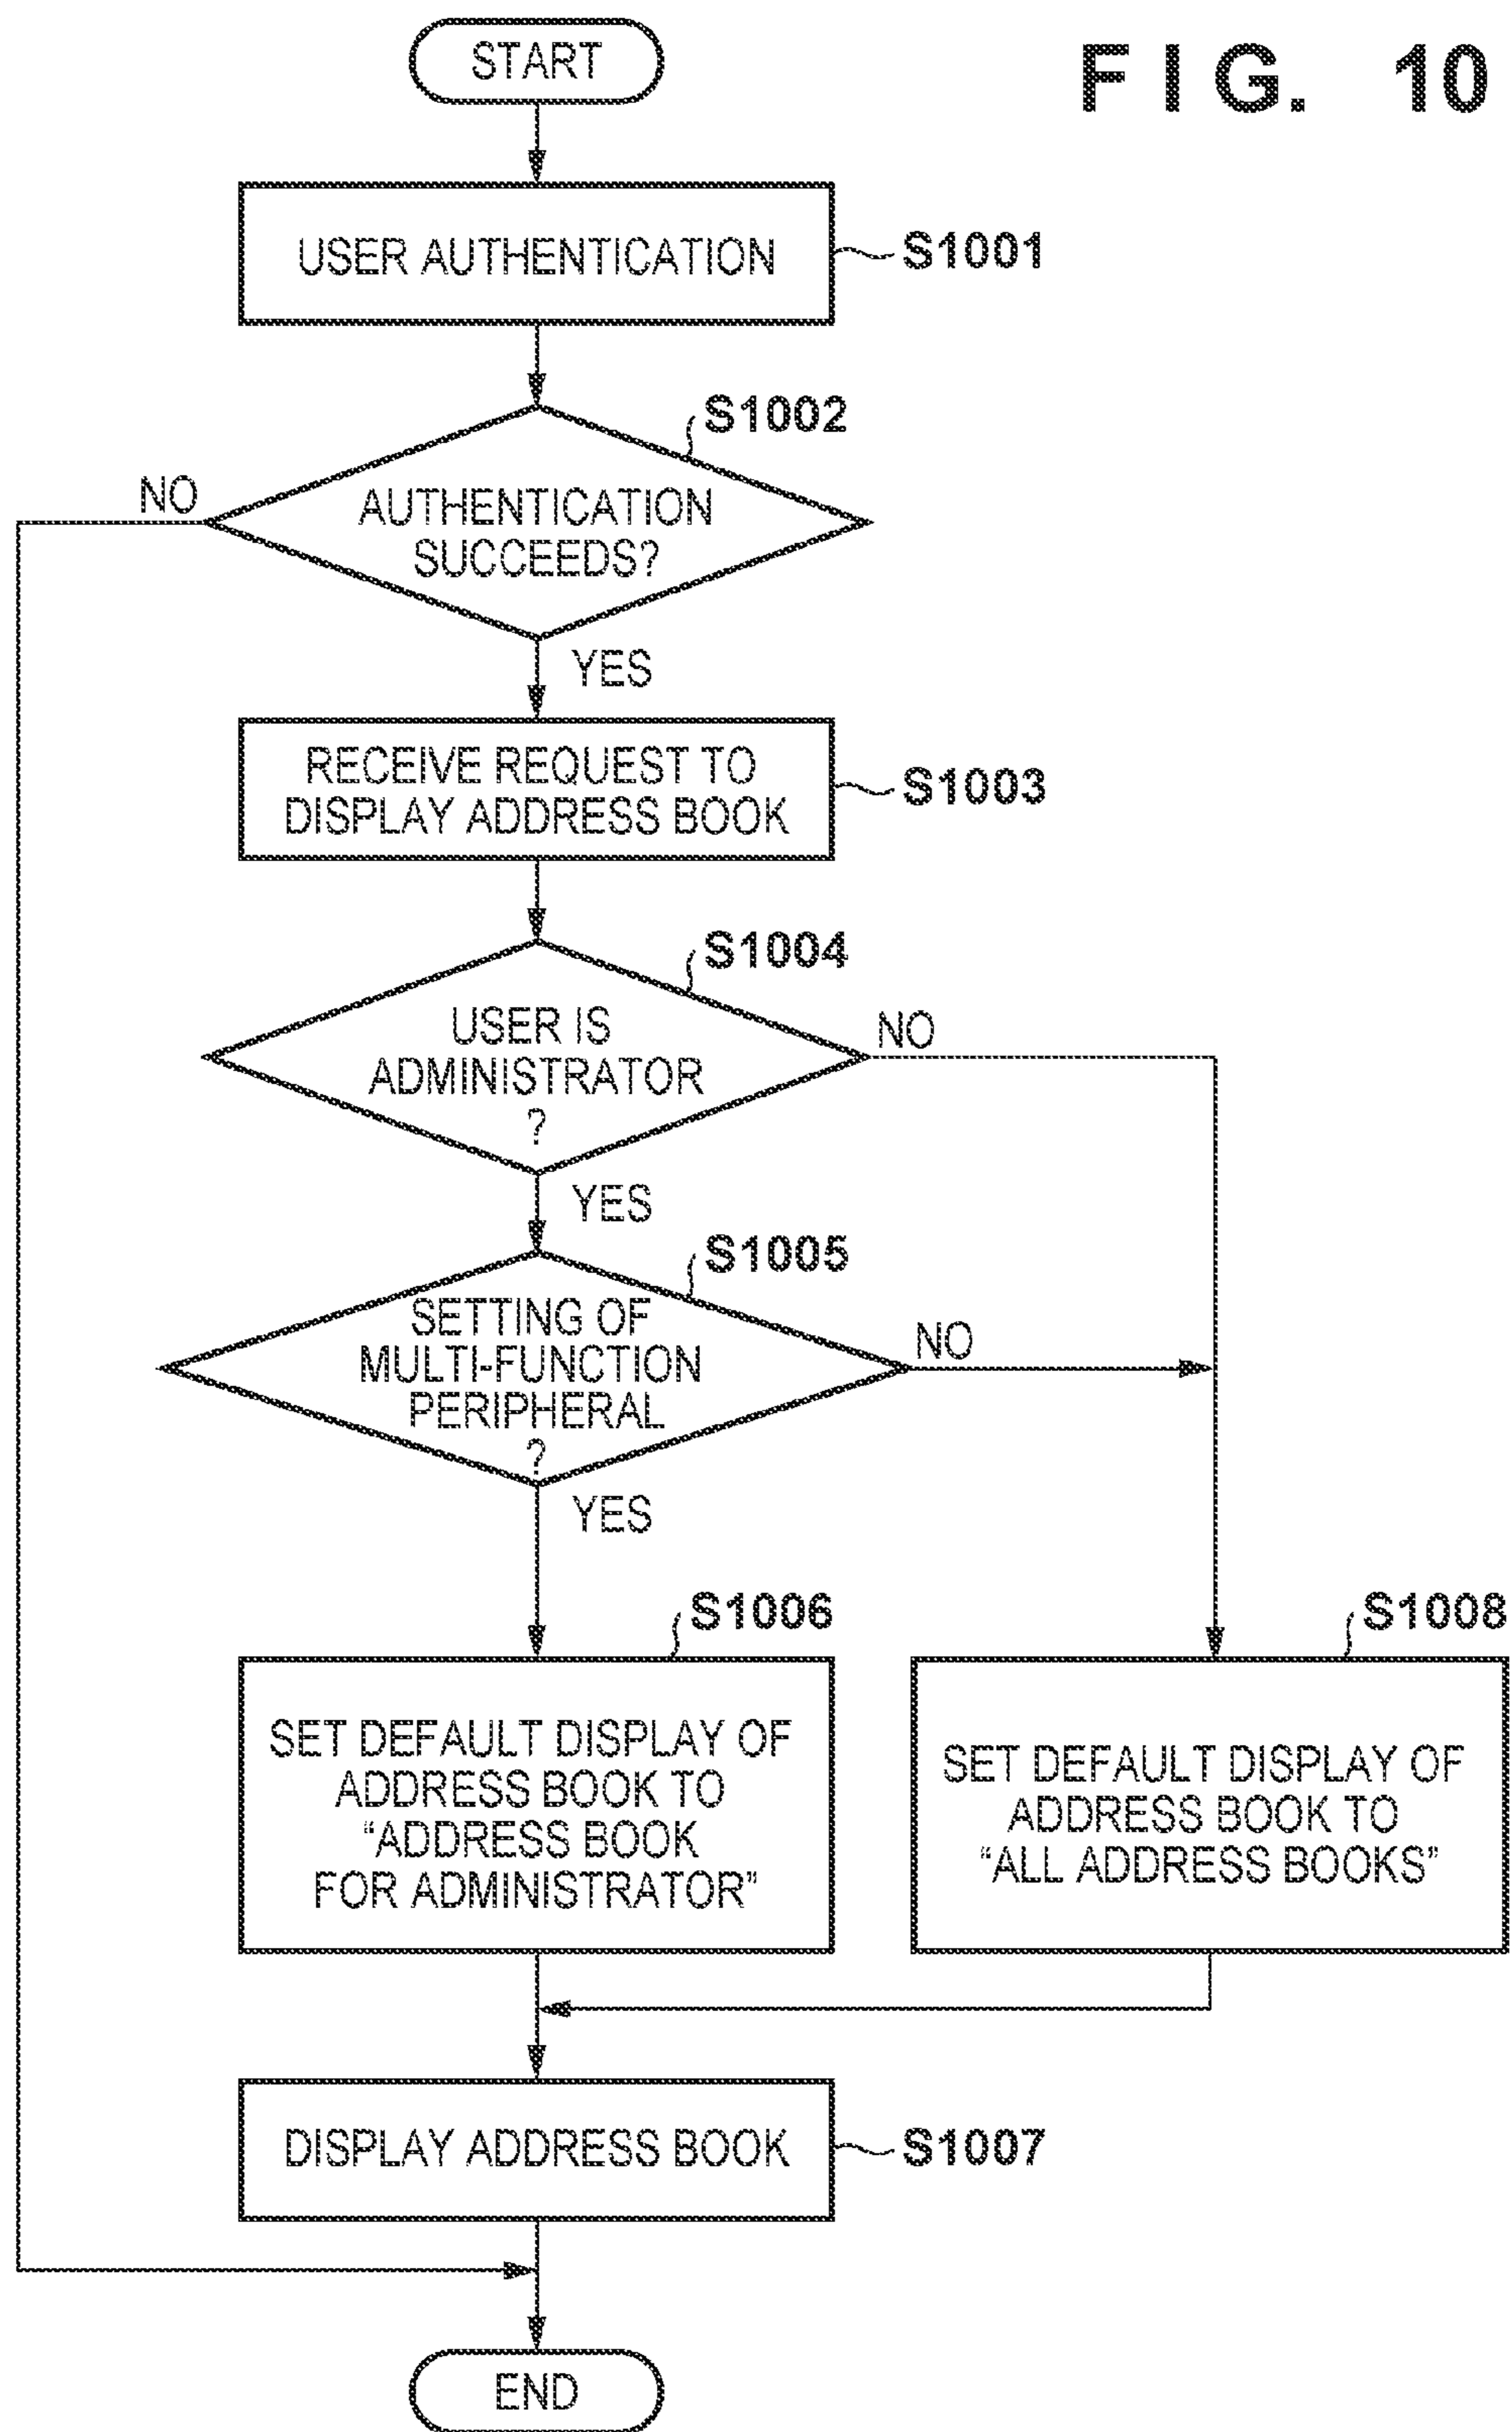 START
F I G. 10
USER AUTHENTICATION
S1001
S1002
NO
AUTHENTICATION
SUCCEEDS?
YES
RECEIVE REQUEST TO
DISPLAY ADDRESS BOOK
S1003
S1004
USER IS
ADMINISTRATOR
?
NO
YES
S1005
SETTING OF
MULTI-FUNCTION
PERIPHERAL
?
NO
YES
S1006
SET DEFAULT DISPLAY OF
ADDRESS BOOK TO
“ADDRESS BOOK
FOR ADMINISTRATOR”
S1008
SET DEFAULT DISPLAY OF
ADDRESS BOOK TO
“ALL ADDRESS BOOKS”
DISPLAY ADDRESS BOOK
S1007
END